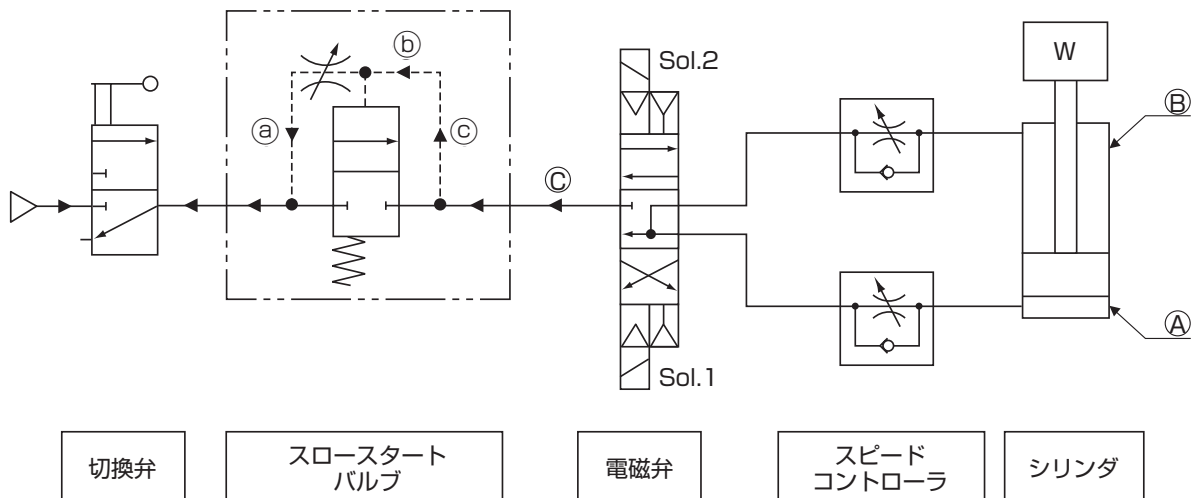 ⓑ
Sol.2
W
Ⓑ
ⓐ
ⓒ
Ⓒ
Ⓐ
Sol.1
切換弁
スロースタート
バルブ
電磁弁
スピード
コントローラ
シリンダ